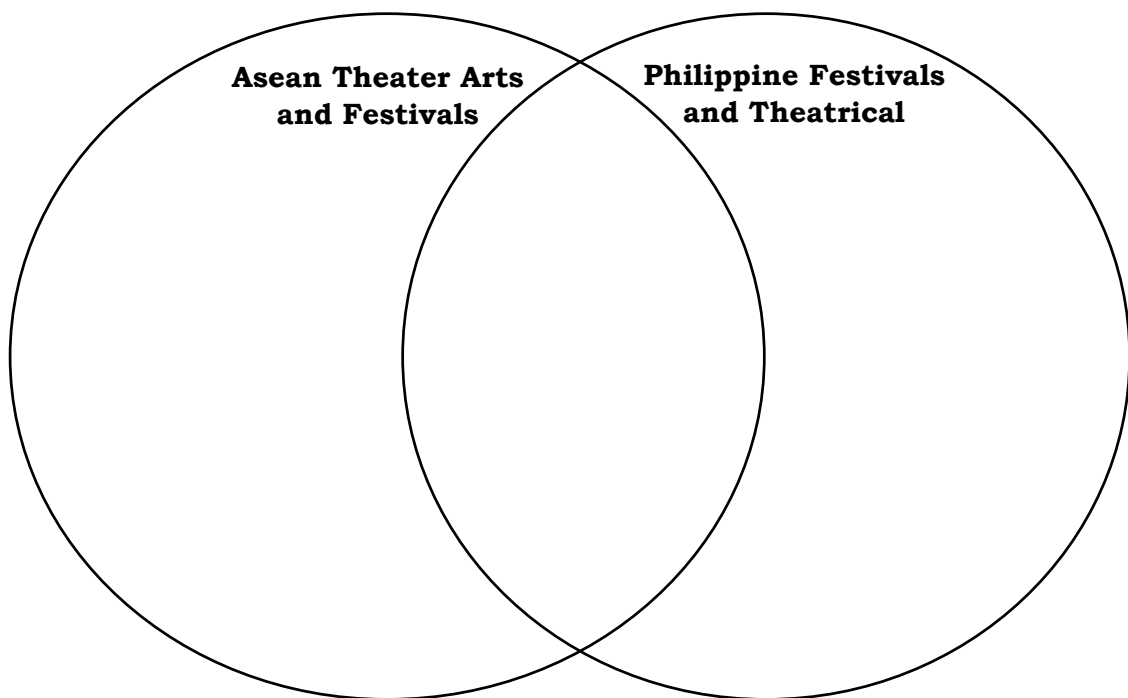 Asean Theater Arts
and Festivals
Philippine Festivals
and Theatrical